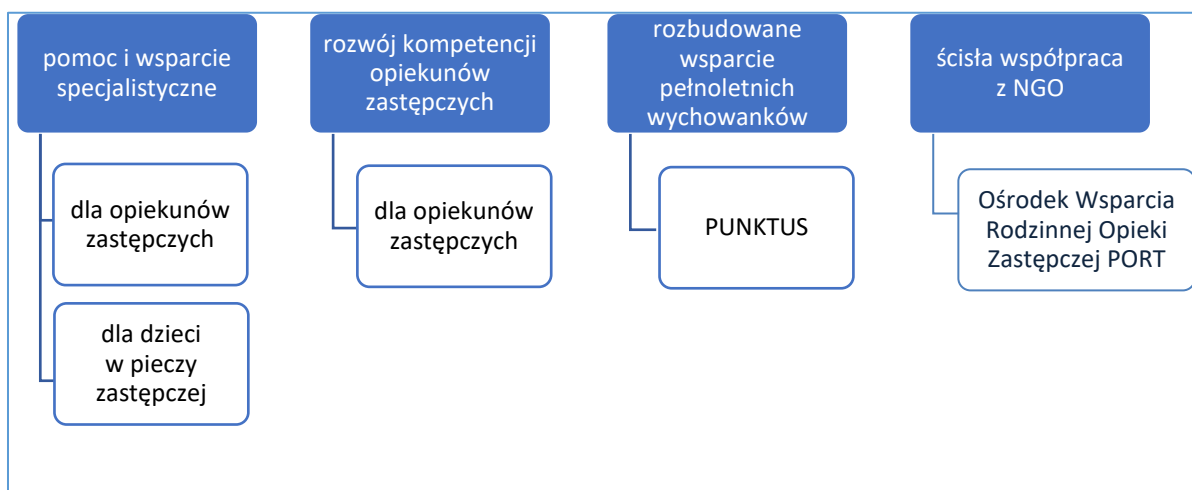 pomoc i wsparcie
specjalistyczne
dla opiekunów
zastępczych
dla dzieci
w pieczy
zastępczej
rozwój kompetencji
opiekunów
zastępczych
dla opiekunów
zastępczych
rozbudowane
wsparcie
pełnoletnich
wychowanków
PUNKTUS
ścisła współpraca
z NGO
Ośrodek Wsparcia
Rodzinnej Opieki
Zastępczej PORT